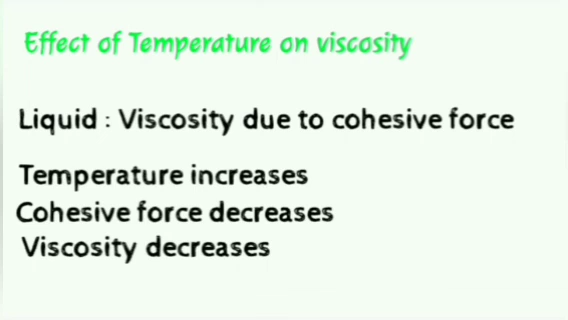 Effect of Temperature on viscosity
Liquid : Viscosity due to cohesive force
Temperature increases
Cohesive force decreases
Viscosity decreases